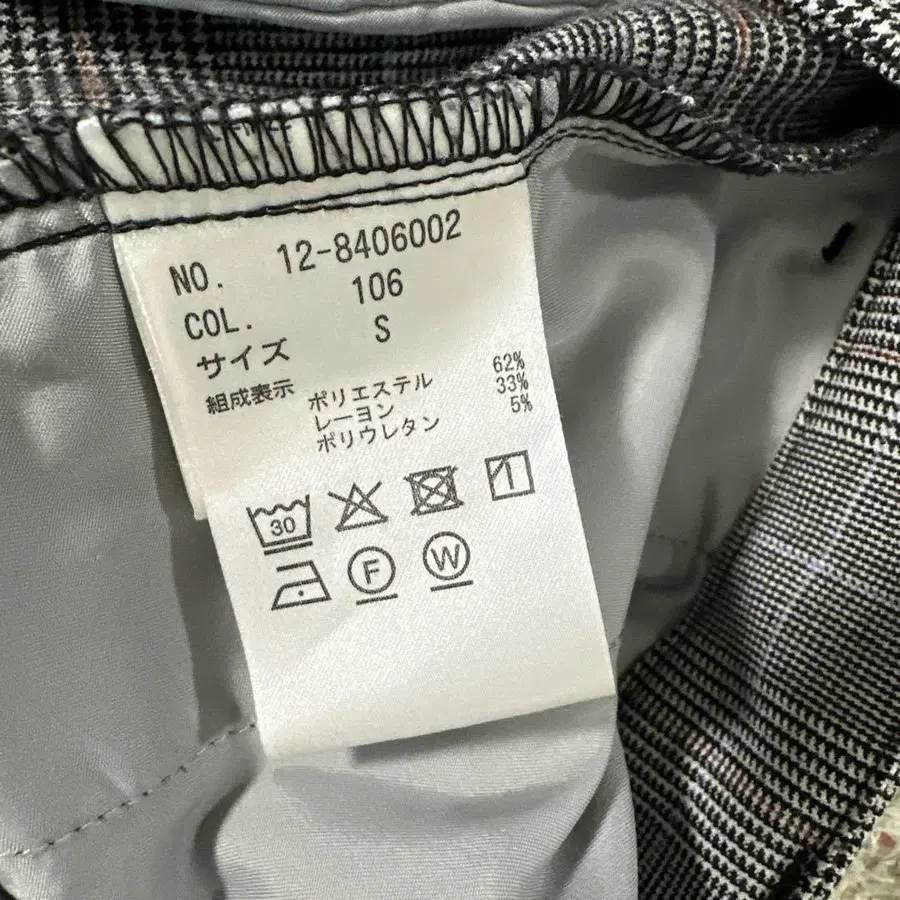 NO. 12-8406002
COL. 106
サイズ S
組成表示 ポリエステル 62%
レーヨン 33%
ポリウレタン 5%
30
F W